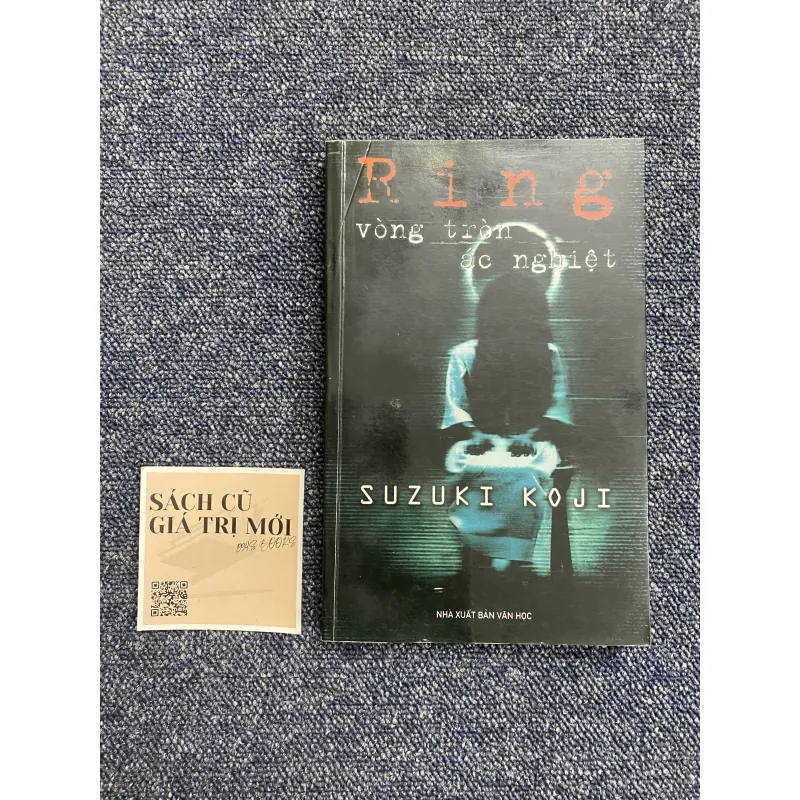 Ring
vòng tròn
ác nghiệt
SUZUKI KOJI
NHÀ XUẤT BẢN VĂN HỌC
SÁCH CŨ
GIÁ TRỊ MỚI